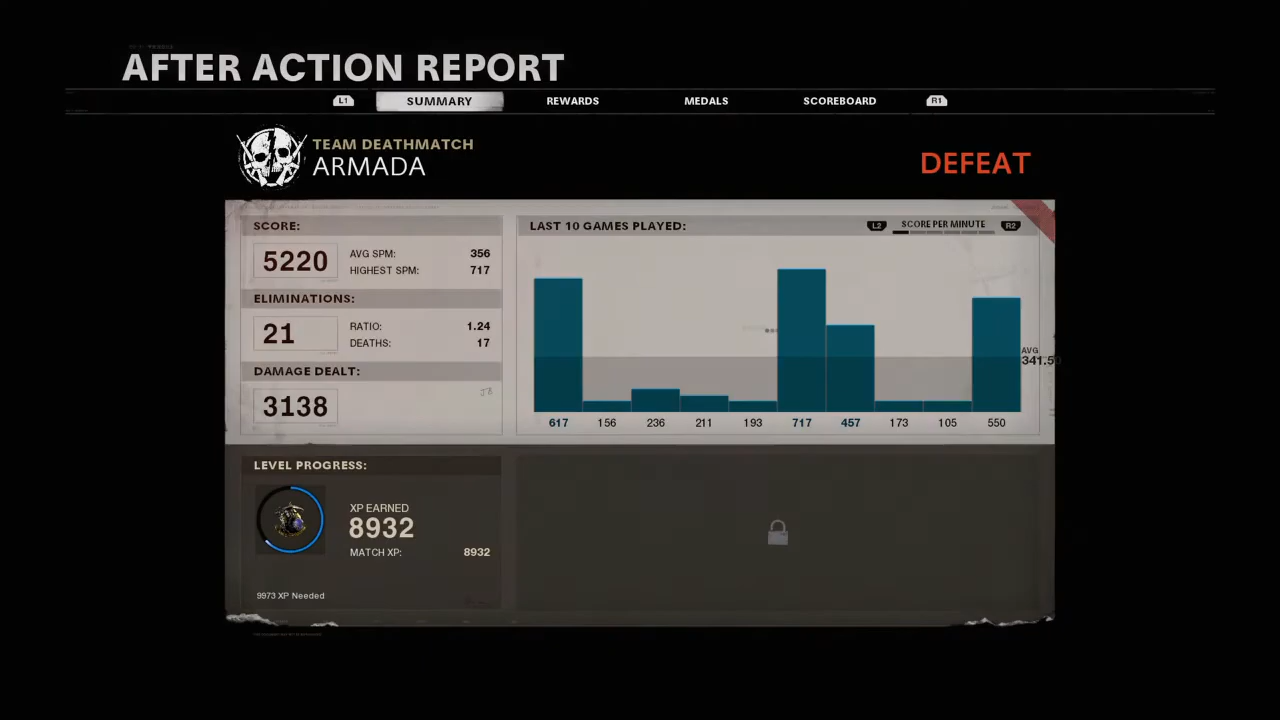 AFTER ACTION REPORT
L1 SUMMARY REWARDS MEDALS SCOREBOARD R1
TEAM DEATHMATCH
ARMADA
DEFEAT
SCORE:
5220
AVG SPM: 356
HIGHEST SPM: 717
ELIMINATIONS:
21
RATIO: 1.24
DEATHS: 17
DAMAGE DEALT:
3138
LAST 10 GAMES PLAYED:
L2 SCORE PER MINUTE R2
AVG
341.50
617 156 236 211 193 717 457 173 105 550
LEVEL PROGRESS:
XP EARNED
8932
MATCH XP: 8932
9973 XP Needed